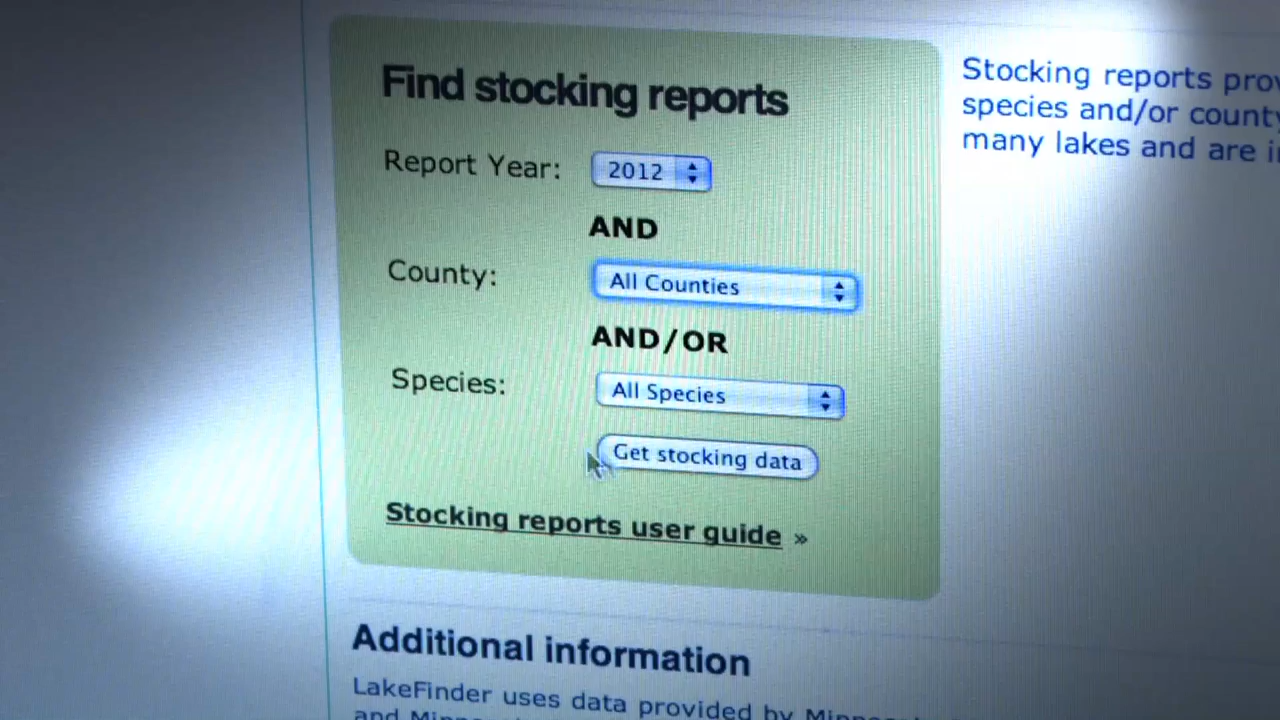 Find stocking reports
Stocking reports
species and/or county
many lakes and are
Report Year: 2012
AND
County: All Counties
AND/OR
Species: All Species
Get stocking data
Stocking reports user guide »
Additional information
LakeFinder uses data provided by
and